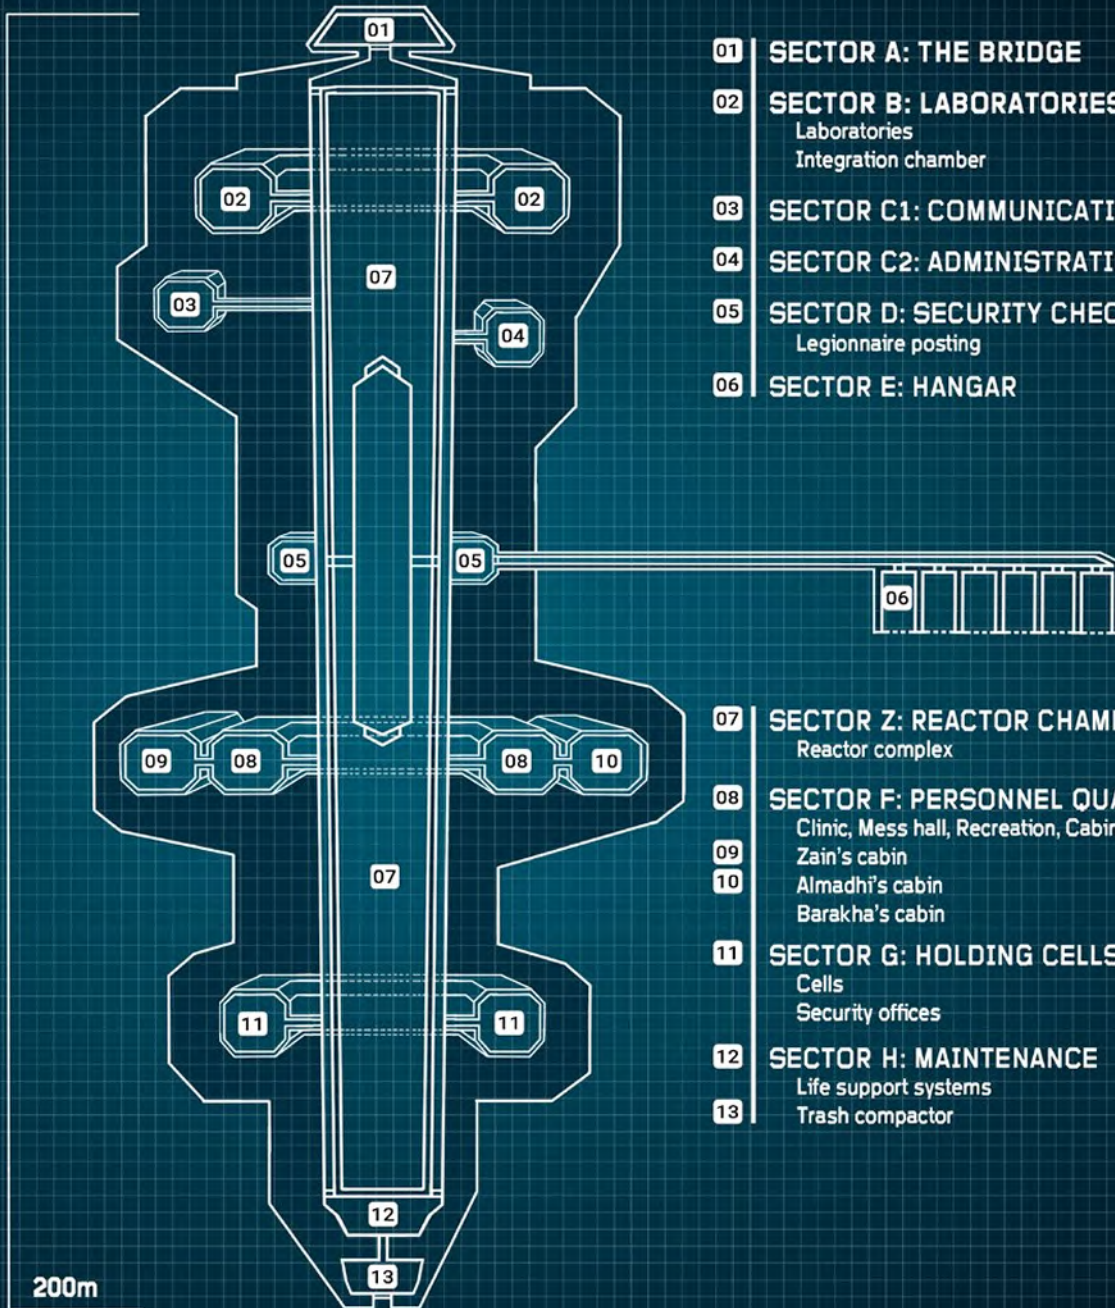 01
01 SECTOR A: THE BRIDGE
02 SECTOR B: LABORATORIES
Laboratories
Integration chamber
02 02
03 SECTOR C1: COMMUNICATI
07
04 SECTOR C2: ADMINISTRATI
03
05 SECTOR D: SECURITY CHEC
04
Legionnaire posting
06 SECTOR E: HANGAR
05 05
06
07 SECTOR Z: REACTOR CHAM
Reactor complex
09 08 08 10
08 SECTOR F: PERSONNEL QUA
Clinic, Mess hall, Recreation, Cabin
09 Zain's cabin
07
10 Almadhi's cabin
Barakha's cabin
11 SECTOR G: HOLDING CELLS
Cells
Security offices
11 11
12 SECTOR H: MAINTENANCE
Life support systems
13 Trash compactor
12
13
200m